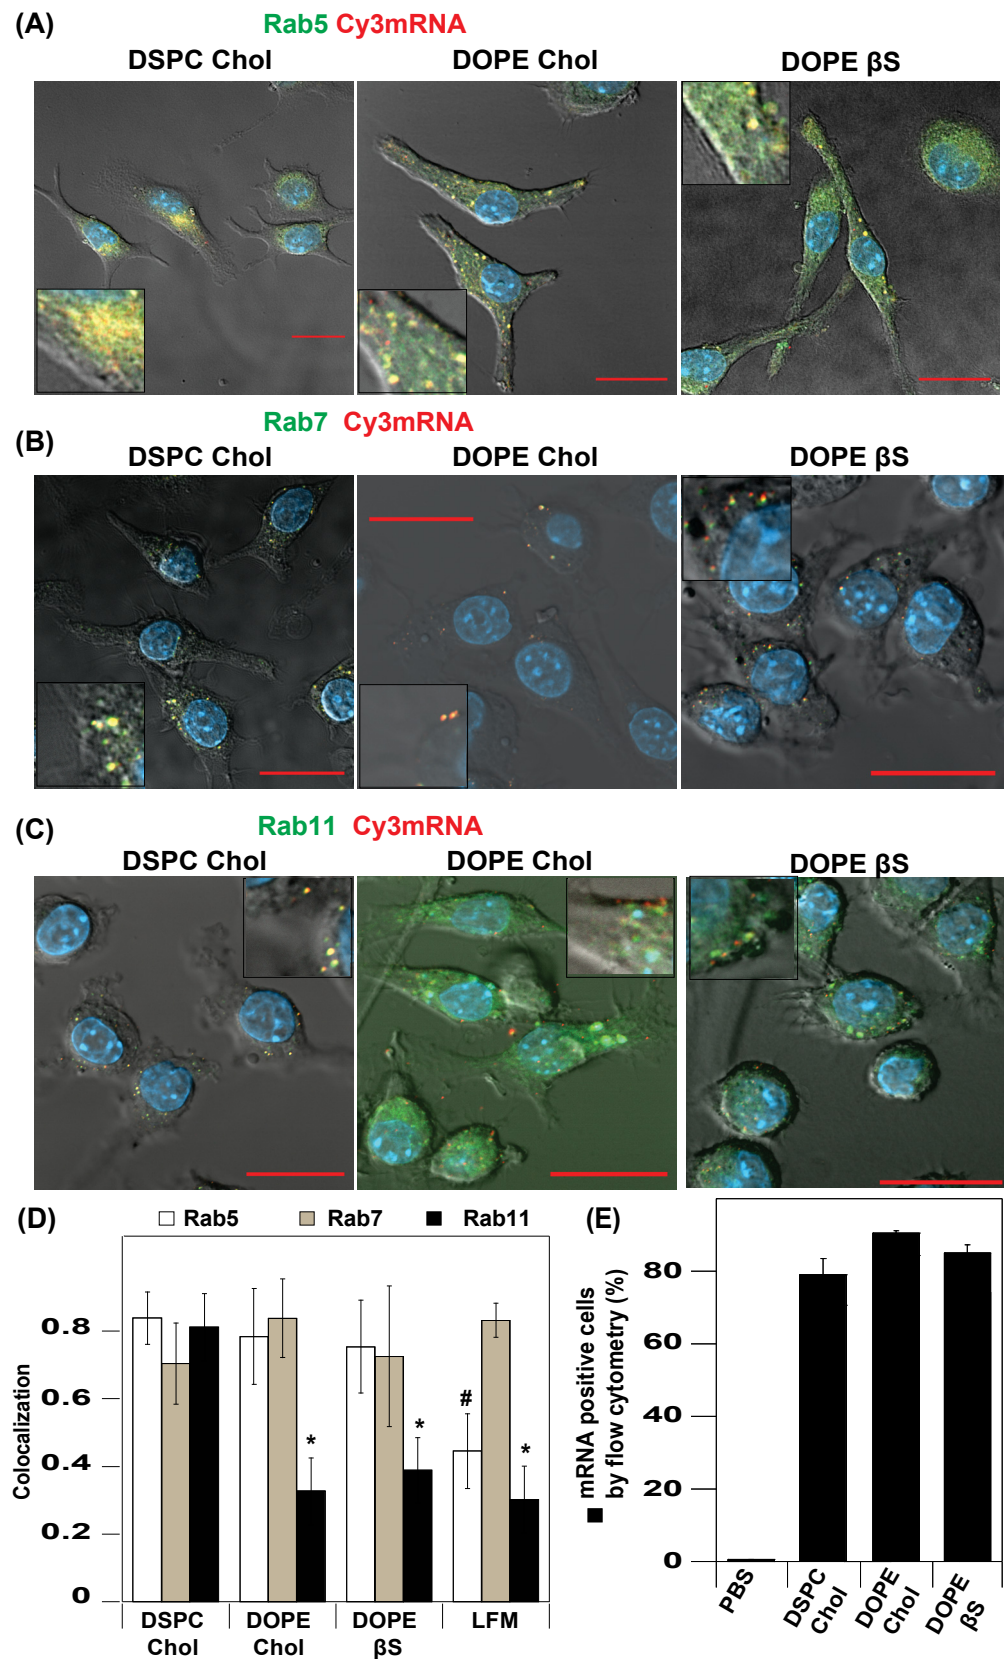 (A)
Rab5 Cy3mRNA
DSPC Chol DOPE Chol DOPE βS
(B)
Rab7 Cy3mRNA
DSPC Chol DOPE Chol DOPE βS
(C)
Rab11 Cy3mRNA
DSPC Chol DOPE Chol DOPE βS
(D)
Rab5 Rab7 Rab11
Colocalization
0.8
0.6
0.4
0.2
0
*
*
#
*
DSPC Chol
DOPE Chol
DOPE βS
LFM
(E)
mRNA positive cells
by flow cytometry (%)
80
60
40
20
0
PBS
DSPC
Chol
DOPE
Chol
DOPE
βS